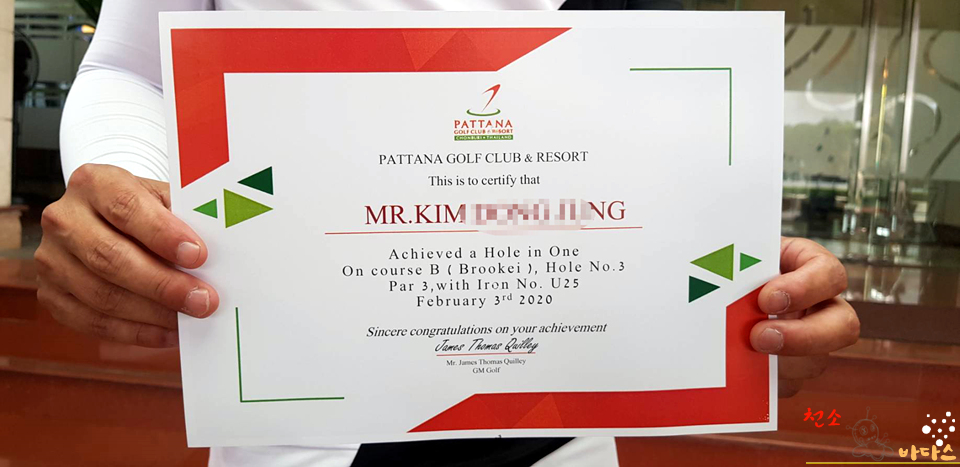 PATTANA
GOLF CLUB & RESORT
CHONBURI • THAILAND
PATTANA GOLF CLUB & RESORT
This is to certify that
MR.KIM NG
Achieved a Hole in One
On course B ( Brookei ), Hole No.3
Par 3,with Iron No. U25
February 3rd 2020
Sincere congratulations on your achievement
James Thomas Quilley
Mr. James Thomas Quilley
GM Golf
천소
바다스